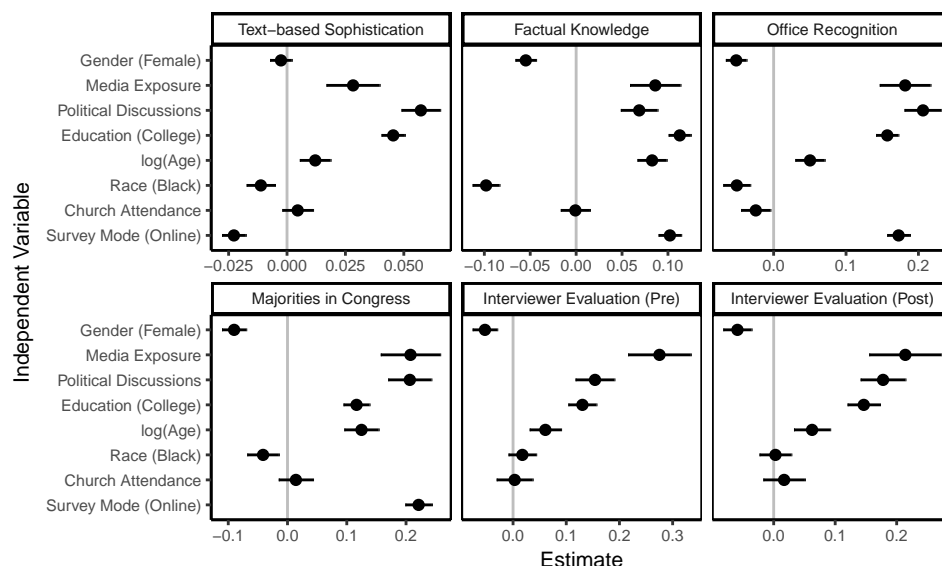 Text−based Sophistication Factual Knowledge Office Recognition
Gender (Female)
Media Exposure
Political Discussions
Education (College)
log(Age)
Race (Black)
Church Attendance
Survey Mode (Online)
−0.025 0.000 0.025 0.050 −0.10 −0.05 0.00 0.05 0.10 0.0 0.1 0.2
Majorities in Congress Interviewer Evaluation (Pre) Interviewer Evaluation (Post)
Gender (Female)
Media Exposure
Political Discussions
Education (College)
log(Age)
Race (Black)
Church Attendance
Survey Mode (Online)
−0.1 0.0 0.1 0.2 0.0 0.1 0.2 0.3 0.0 0.1 0.2
Estimate
Independent Variable